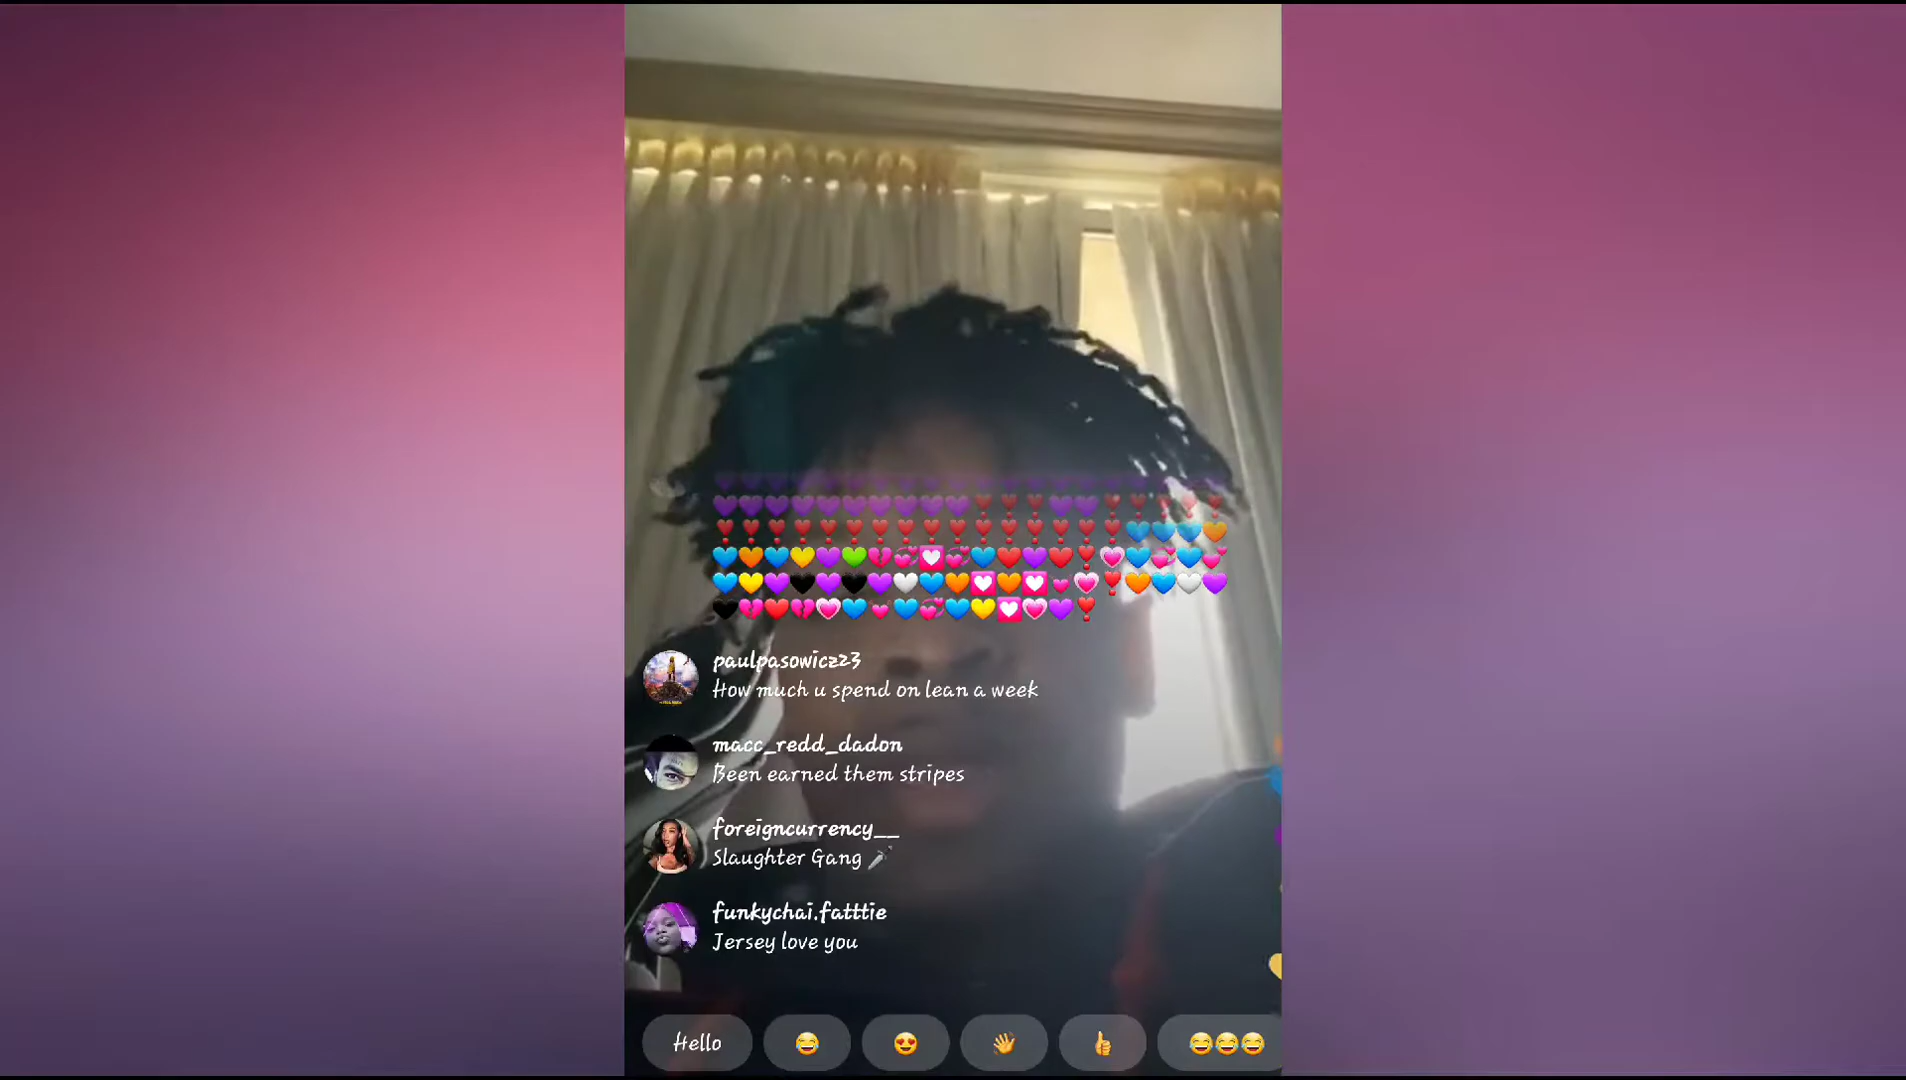 💜💜💜💜💜💜💜💜💜💜💜💜💜💜💜💜💜💜💜💜
💜💜💜💜💜💜💜💜💜💜❣❣❣💜💜❣❣❣❣❣
❣❣❣❣❣❣❣❣❣❣❣❣❣❣❣❣💙💙💙🧡
💙🧡💙💛💜💚💔💞💟💞💙❤💜❤❣💗💙💞💙💕
💙💛💜🖤💜🖤💜🤍💙🧡💟🧡💟💓💗❣🧡💙🤍💜
🖤💔❤💔💗💙💓💙💞💙💛💟💗💜❣
paulpasowicz23
How much u spend on lean a week
macc_redd_dadon
Been earned them stripes
foreigncurrency__
Slaughter Gang 🗡
funkychai.fatttie
Jersey love you
Hello 😂 😍 👋 👍 😂😂😂